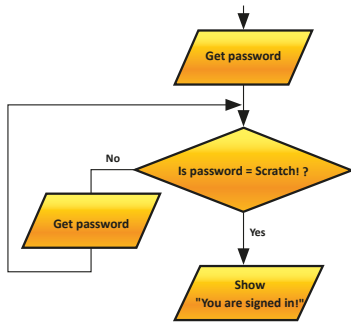 Get password
Is password = Scratch! ?
No
Get password
Yes
Show
"You are signed in!"